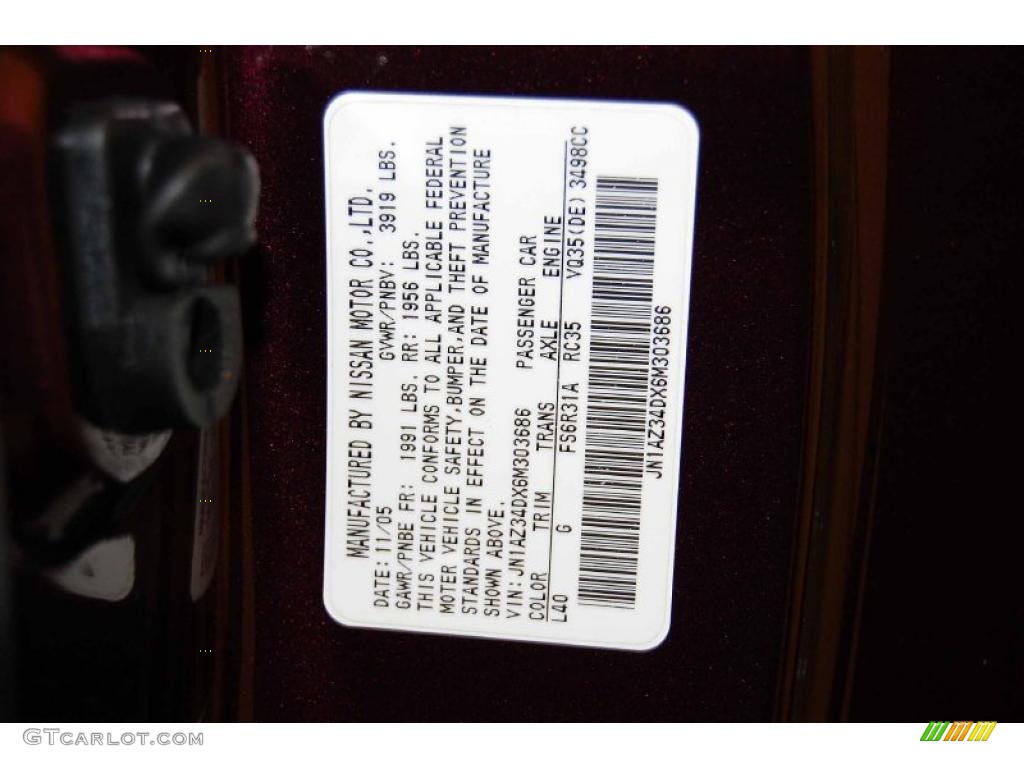 MANUFACTURED BY NISSAN MOTOR CO.,LTD.
DATE: 11/05 GVWR/PNBV: 3919 LBS.
GAWR/PNBE FR: 1991 LBS. RR: 1956 LBS.
THIS VEHICLE CONFORMS TO ALL APPLICABLE FEDERAL
MOTOR VEHICLE SAFETY,BUMPER,AND THEFT PREVENTION
STANDARDS IN EFFECT ON THE DATE OF MANUFACTURE
SHOWN ABOVE.
VIN:JN1AZ34DX6M303686 PASSENGER CAR
COLOR TRIM TRANS AXLE ENGINE
L40 G FS6R31A RC35 VQ35(DE) 3498CC
JN1AZ34DX6M303686
GTcarlot.com